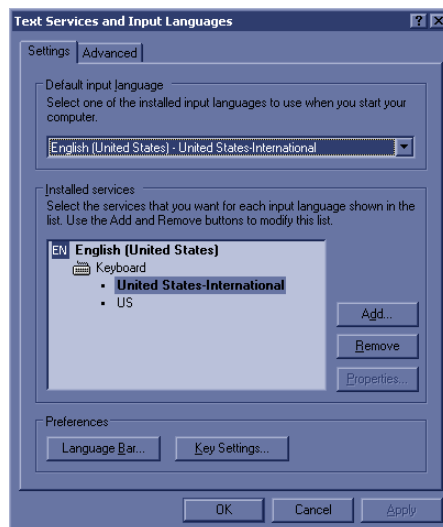 Text Services and Input Languages
Settings
Advanced
Default input language
Select one of the installed input languages to use when you start your
computer.
English (United States) - United States-International
Installed services
Select the services that you want for each input language shown in the
list. Use the Add and Remove buttons to modify this list.
EN English (United States)
Keyboard
United States-International
US
Add...
Remove
Properties...
Preferences
Language Bar...
Key Settings...
OK
Cancel
Apply